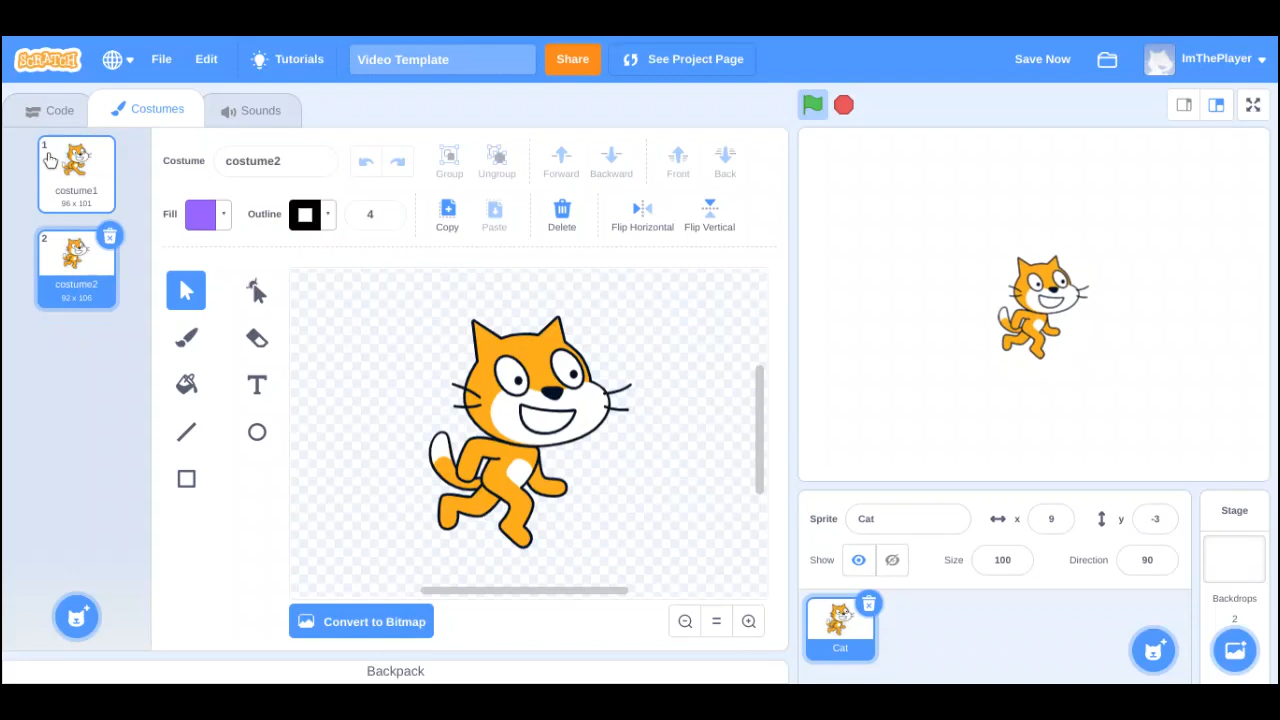 SCRATCH File Edit Tutorials Video Template Share See Project Page Save Now ImThePlayer
Code Costumes Sounds
1
costume1
96 x 101
2
costume2
92 x 106
Costume costume2 Group Ungroup Forward Backward Front Back
Fill Outline 4 Copy Paste Delete Flip Horizontal Flip Vertical
T
Convert to Bitmap
Backpack
Sprite Cat x 9 y -3
Show Size 100 Direction 90
Cat
Stage
Backdrops
2